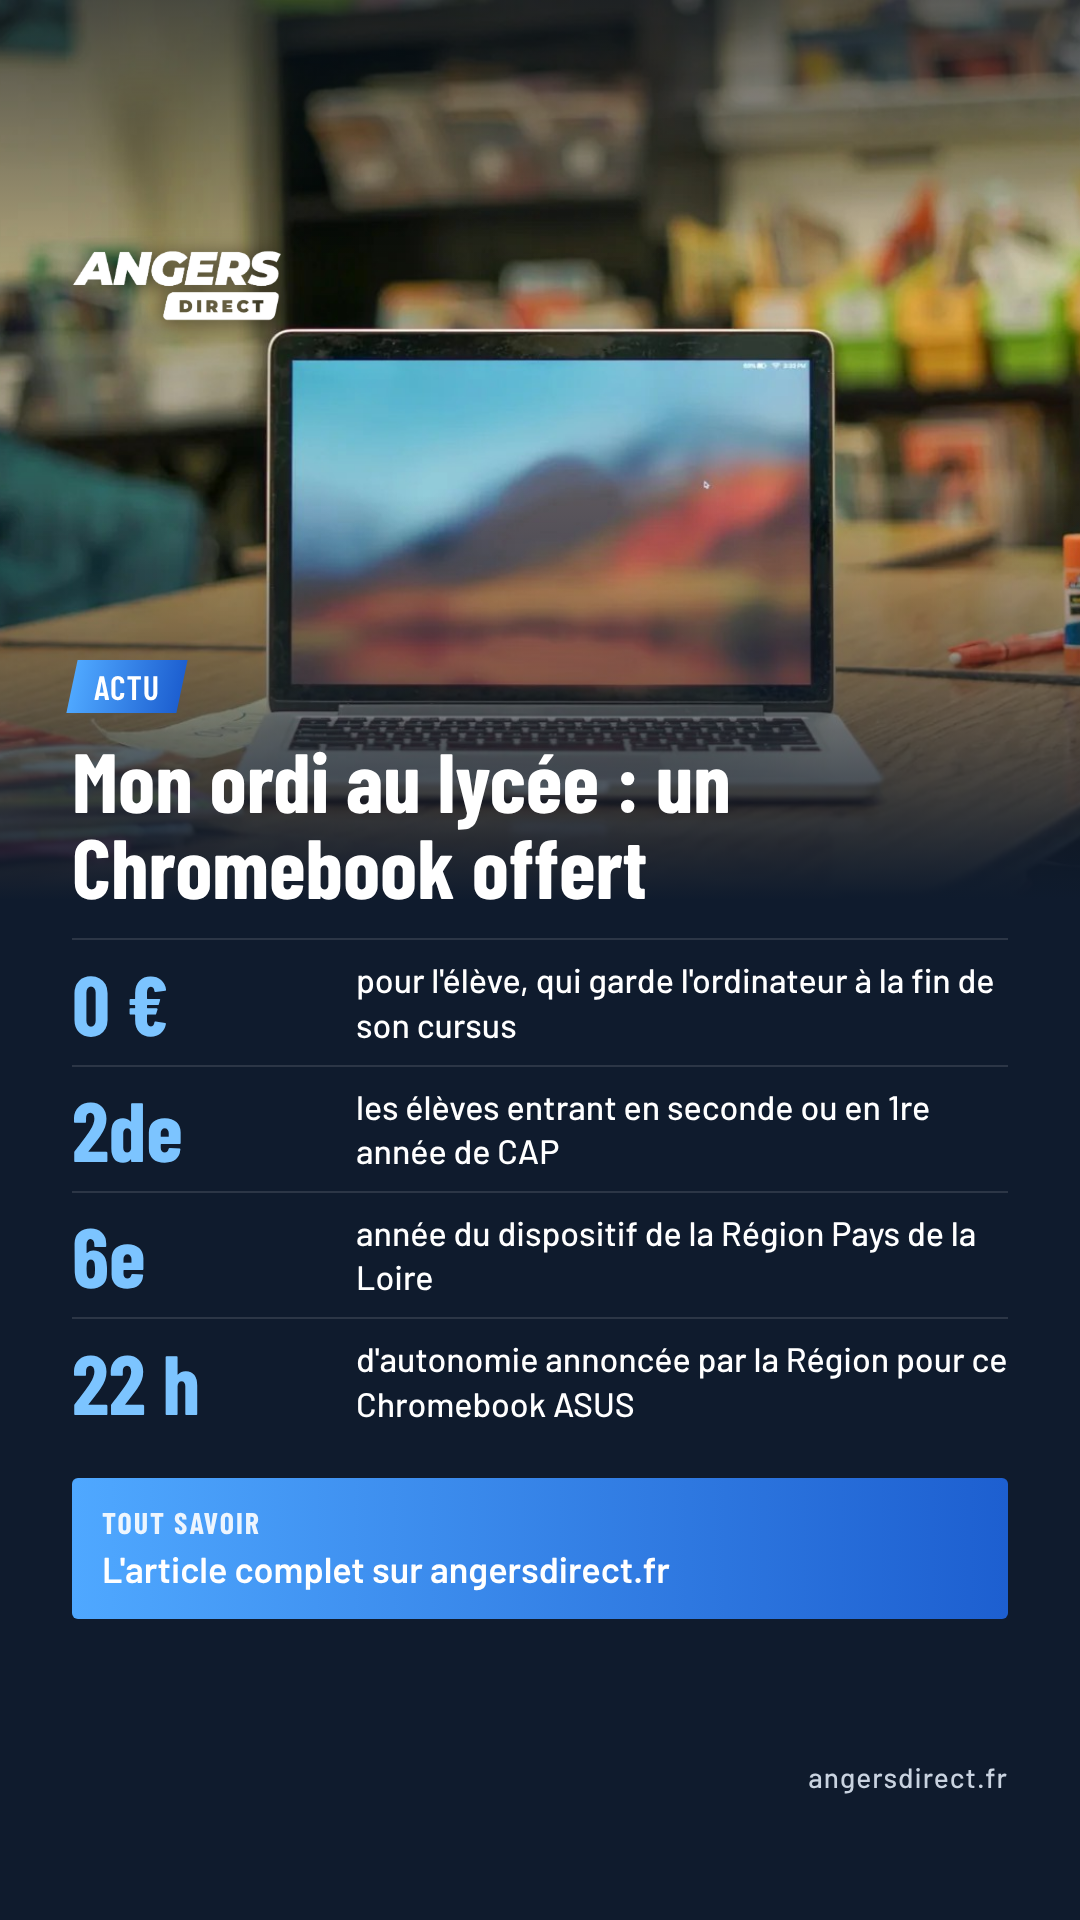 ANGERS
DIRECT
ACTU
Mon ordi au lycée : un
Chromebook offert
0 €
pour l'élève, qui garde l'ordinateur à la fin de
son cursus
2de
les élèves entrant en seconde ou en 1re
année de CAP
6e
année du dispositif de la Région Pays de la
Loire
22 h
d'autonomie annoncée par la Région pour ce
Chromebook ASUS
TOUT SAVOIR
L'article complet sur angersdirect.fr
angersdirect.fr